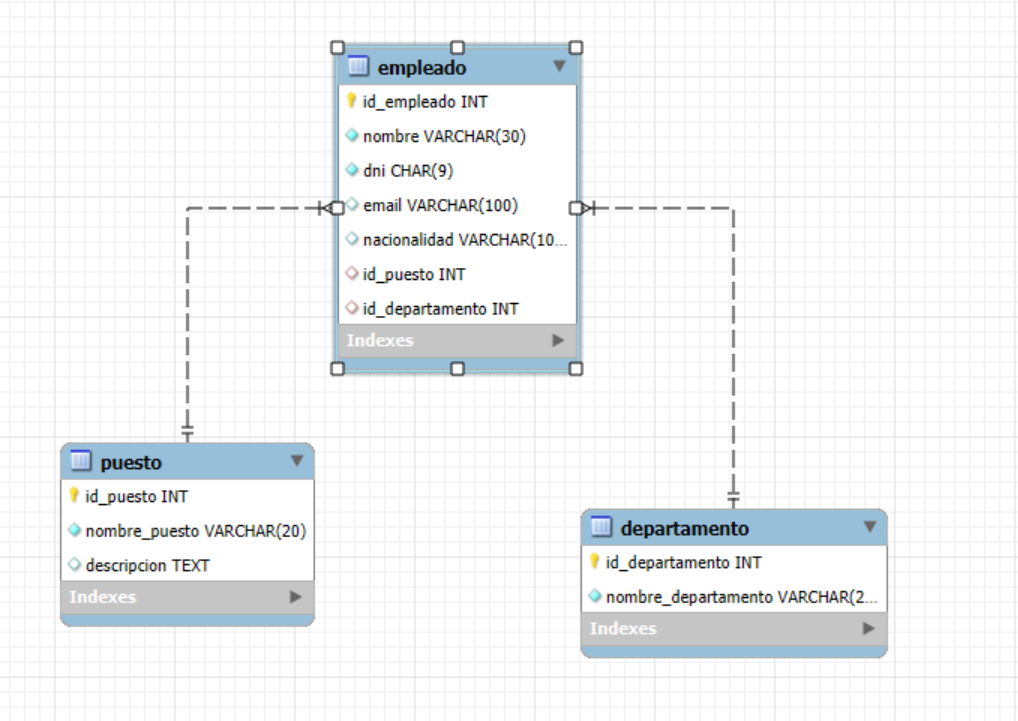 empleado
id_empleado INT
nombre VARCHAR(30)
dni CHAR(9)
email VARCHAR(100)
nacionalidad VARCHAR(10...
id_puesto INT
id_departamento INT
Indexes
puesto
id_puesto INT
nombre_puesto VARCHAR(20)
descripcion TEXT
Indexes
departamento
id_departamento INT
nombre_departamento VARCHAR(2...
Indexes